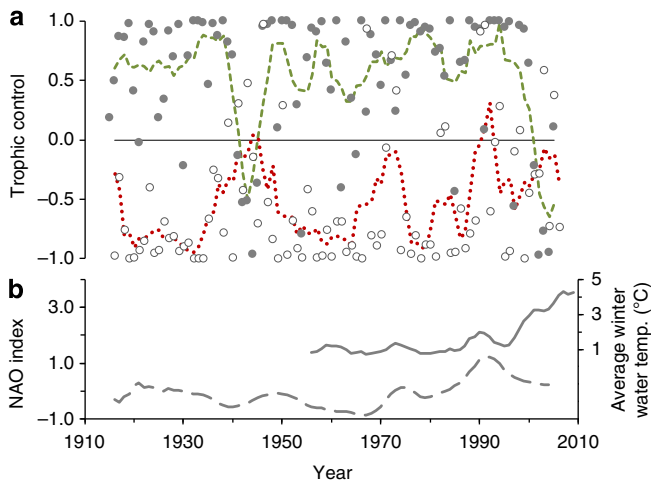 a
Trophic control
1.0
0.5
0.0
−0.5
−1.0
b
NAO index
3.0
1.0
−1.0
5
3
1
Average winter
water temp. (°C)
1910
1930
1950
1970
1990
2010
Year